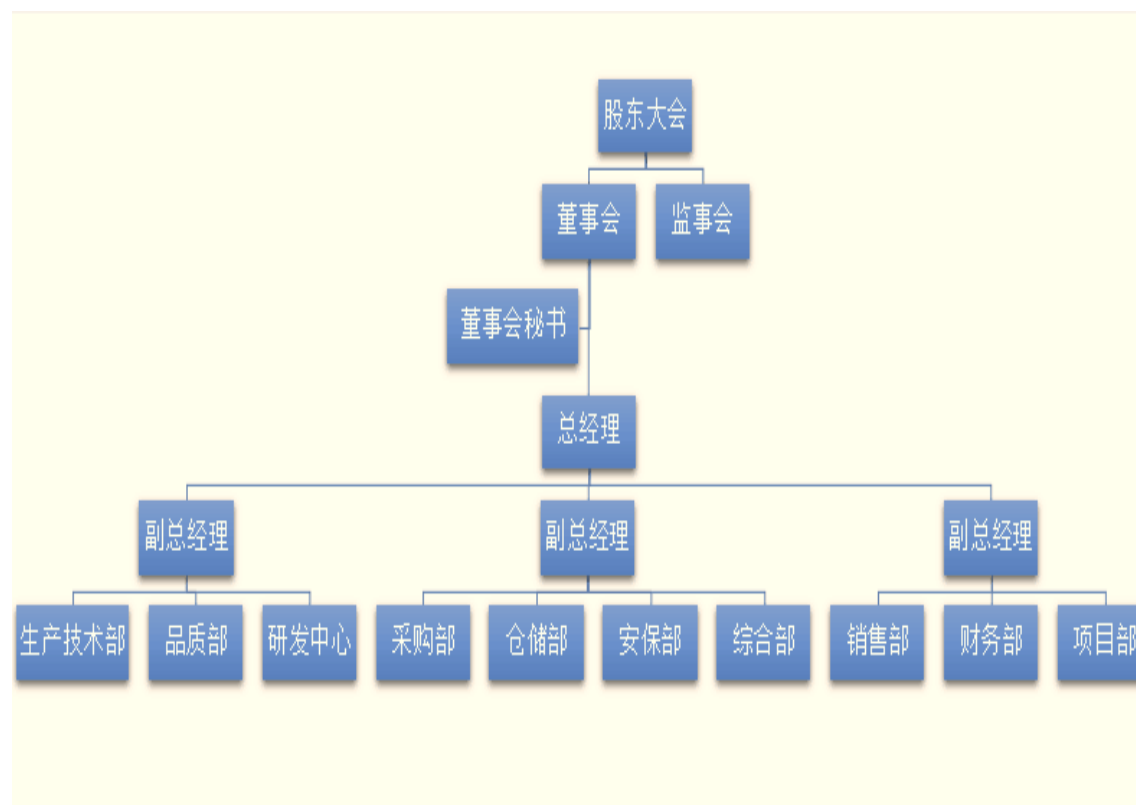 股东大会
董事会
监事会
董事会秘书
总经理
副总经理
副总经理
副总经理
生产技术部
品质部
研发中心
采购部
仓储部
安保部
综合部
销售部
财务部
项目部